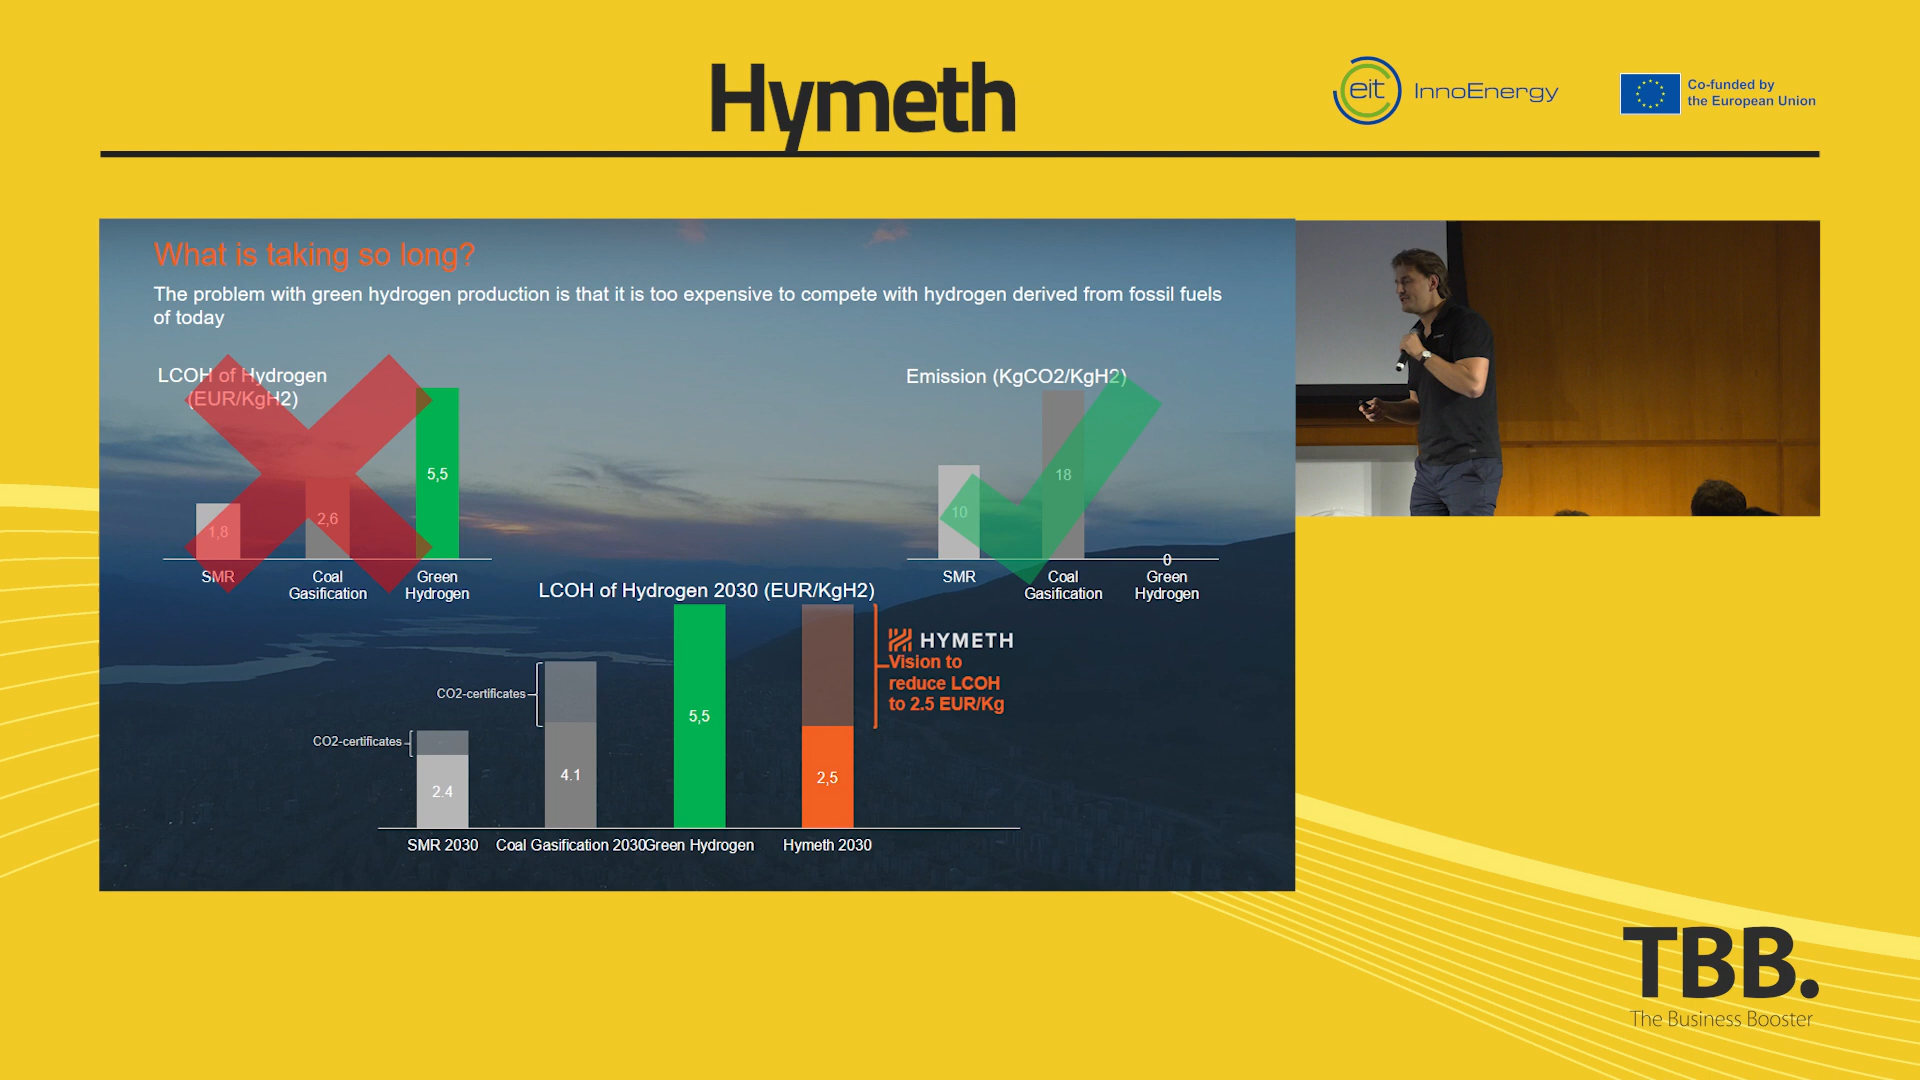 Hymeth
eit InnoEnergy
Co-funded by
the European Union
What is taking so long?
The problem with green hydrogen production is that it is too expensive to compete with hydrogen derived from fossil fuels
of today
LCOH of Hydrogen
(EUR/KgH2)
5,5
2,6
1,8
SMR
Coal
Gasification
Green
Hydrogen
Emission (KgCO2/KgH2)
18
10
0
SMR
Coal
Gasification
Green
Hydrogen
LCOH of Hydrogen 2030 (EUR/KgH2)
HYMETH
Vision to
reduce LCOH
to 2.5 EUR/Kg
CO2-certificates
CO2-certificates
2.4
4.1
5,5
2,5
SMR 2030
Coal Gasification 2030
Green Hydrogen
Hymeth 2030
TBB.
The Business Booster